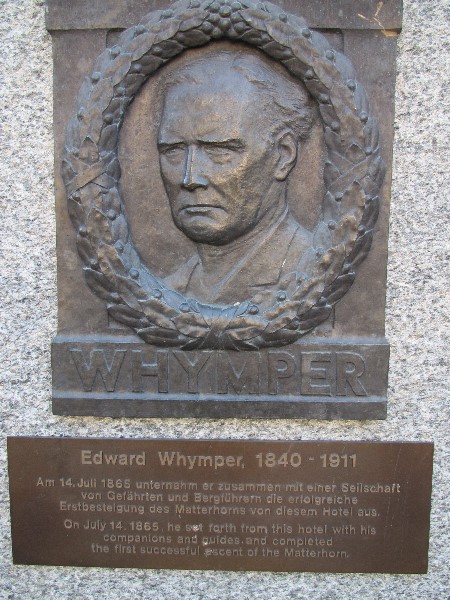 WHYMPER
Edward Whymper, 1840 - 1911
Am 14. Juli 1865 unternahm er zusammen mit einer Seilschaft
von Gefährten und Bergführern die erfolgreiche
Erstbesteigung des Matterhorns von diesem Hotel aus.
On July 14, 1865, he set forth from this hotel with his
companions and guides and completed
the first successful ascent of the Matterhorn.